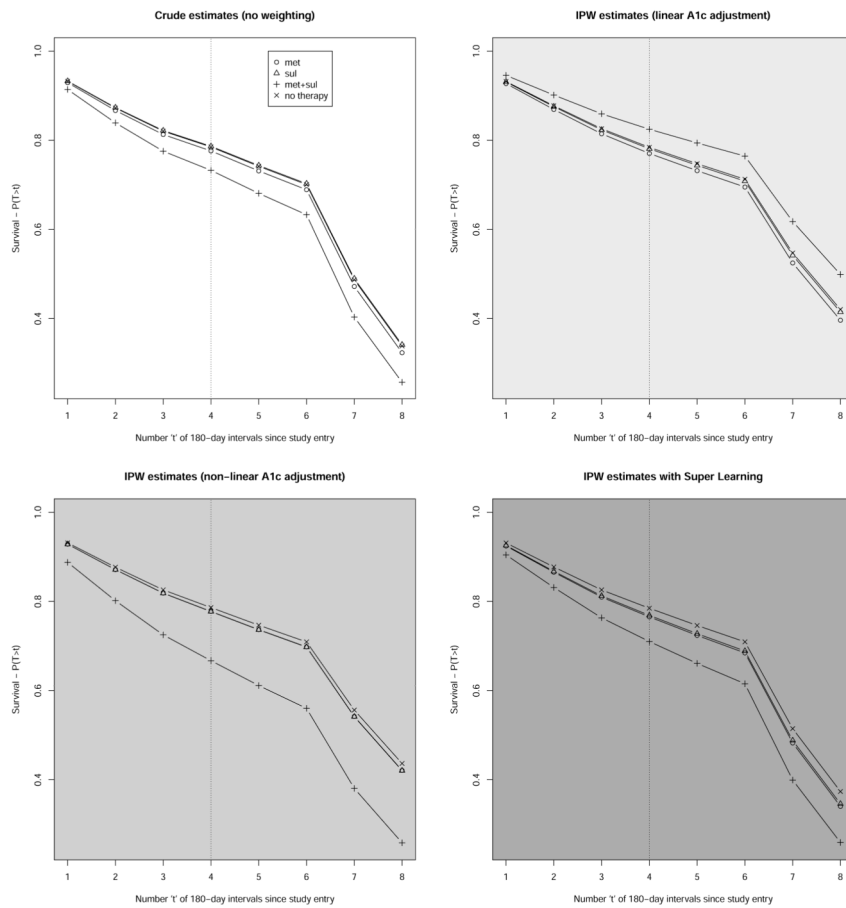 Crude estimates (no weighting)
1.0
0.8
0.6
0.4
Survival − P(T>t)
met
sul
met+sul
no therapy
1 2 3 4 5 6 7 8
Number 't' of 180−day intervals since study entry
IPW estimates (linear A1c adjustment)
1.0
0.8
0.6
0.4
Survival − P(T>t)
1 2 3 4 5 6 7 8
Number 't' of 180−day intervals since study entry
IPW estimates (non−linear A1c adjustment)
1.0
0.8
0.6
0.4
Survival − P(T>t)
1 2 3 4 5 6 7 8
Number 't' of 180−day intervals since study entry
IPW estimates with Super Learning
1.0
0.8
0.6
0.4
Survival − P(T>t)
1 2 3 4 5 6 7 8
Number 't' of 180−day intervals since study entry